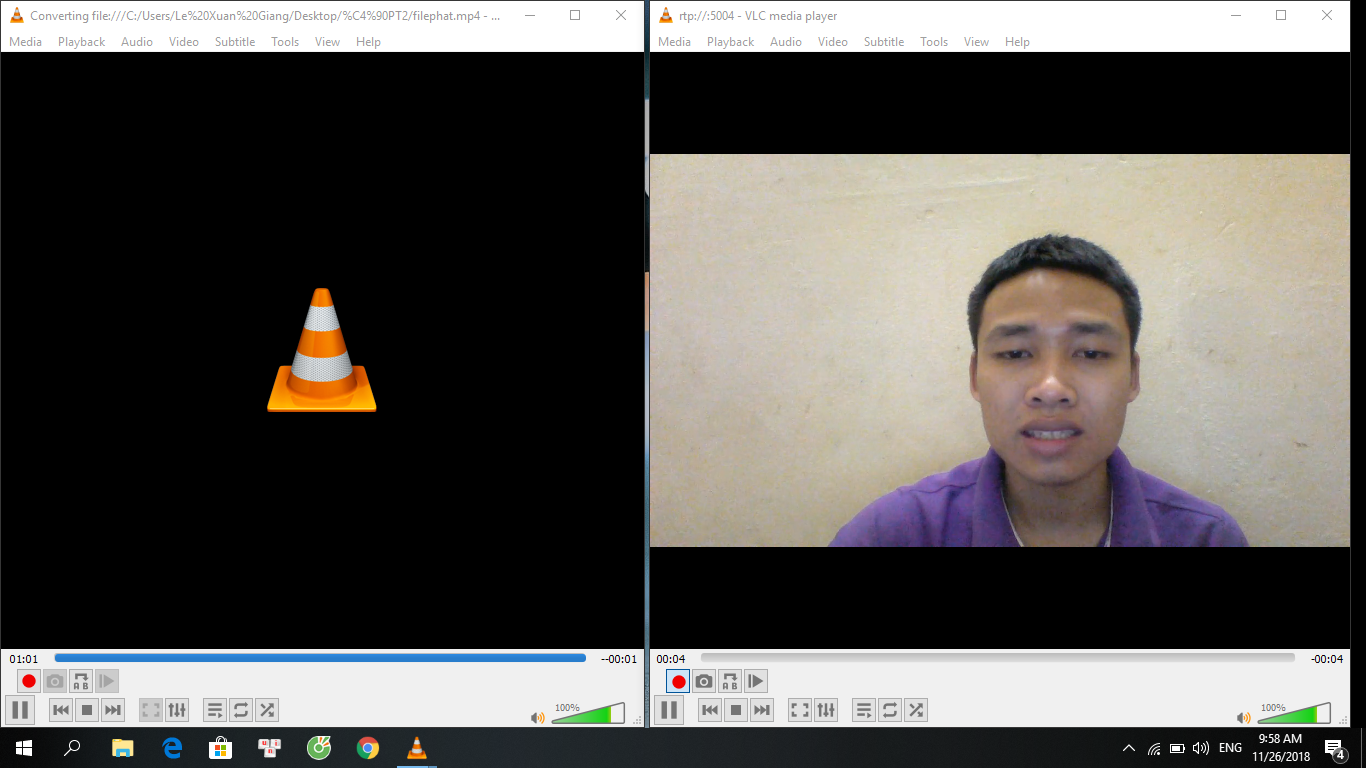 Converting file:///C:/Users/Le%20Xuan%20Giang/Desktop/%C4%90PT2/filephat.mp4 - ...
Media Playback Audio Video Subtitle Tools View Help
01:01
--00:01
A B
100%
rtp://:5004 - VLC media player
Media Playback Audio Video Subtitle Tools View Help
00:04
-00:04
A B
100%
u i n
ENG
9:58 AM
11/26/2018
4